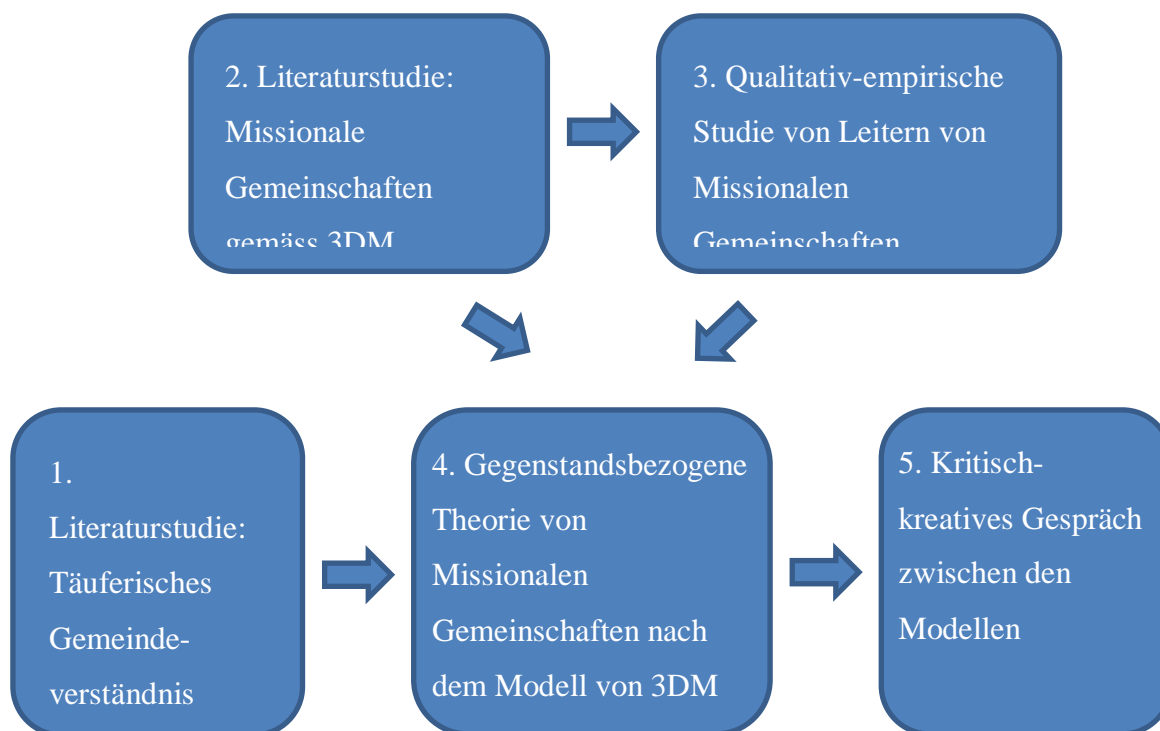 2. Literaturstudie:
Missionale
Gemeinschaften
gemäss 3DM
3. Qualitativ-empirische
Studie von Leitern von
Missionalen
Gemeinschaften
1.
Literaturstudie:
Täuferisches
Gemeinde-
verständnis
4. Gegenstandsbezogene
Theorie von
Missionalen
Gemeinschaften nach
dem Modell von 3DM
5. Kritisch-
kreatives Gespräch
zwischen den
Modellen